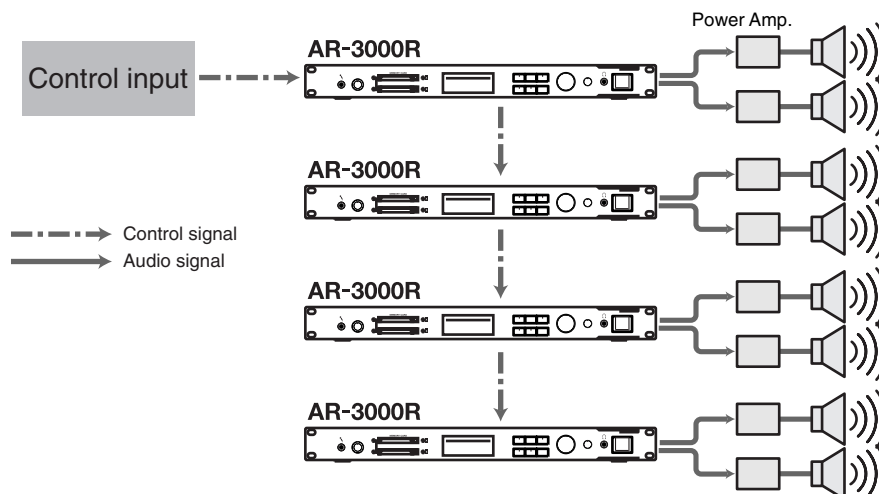 Power Amp.
AR-3000R
Control input
AR-3000R
Control signal
Audio signal
AR-3000R
AR-3000R